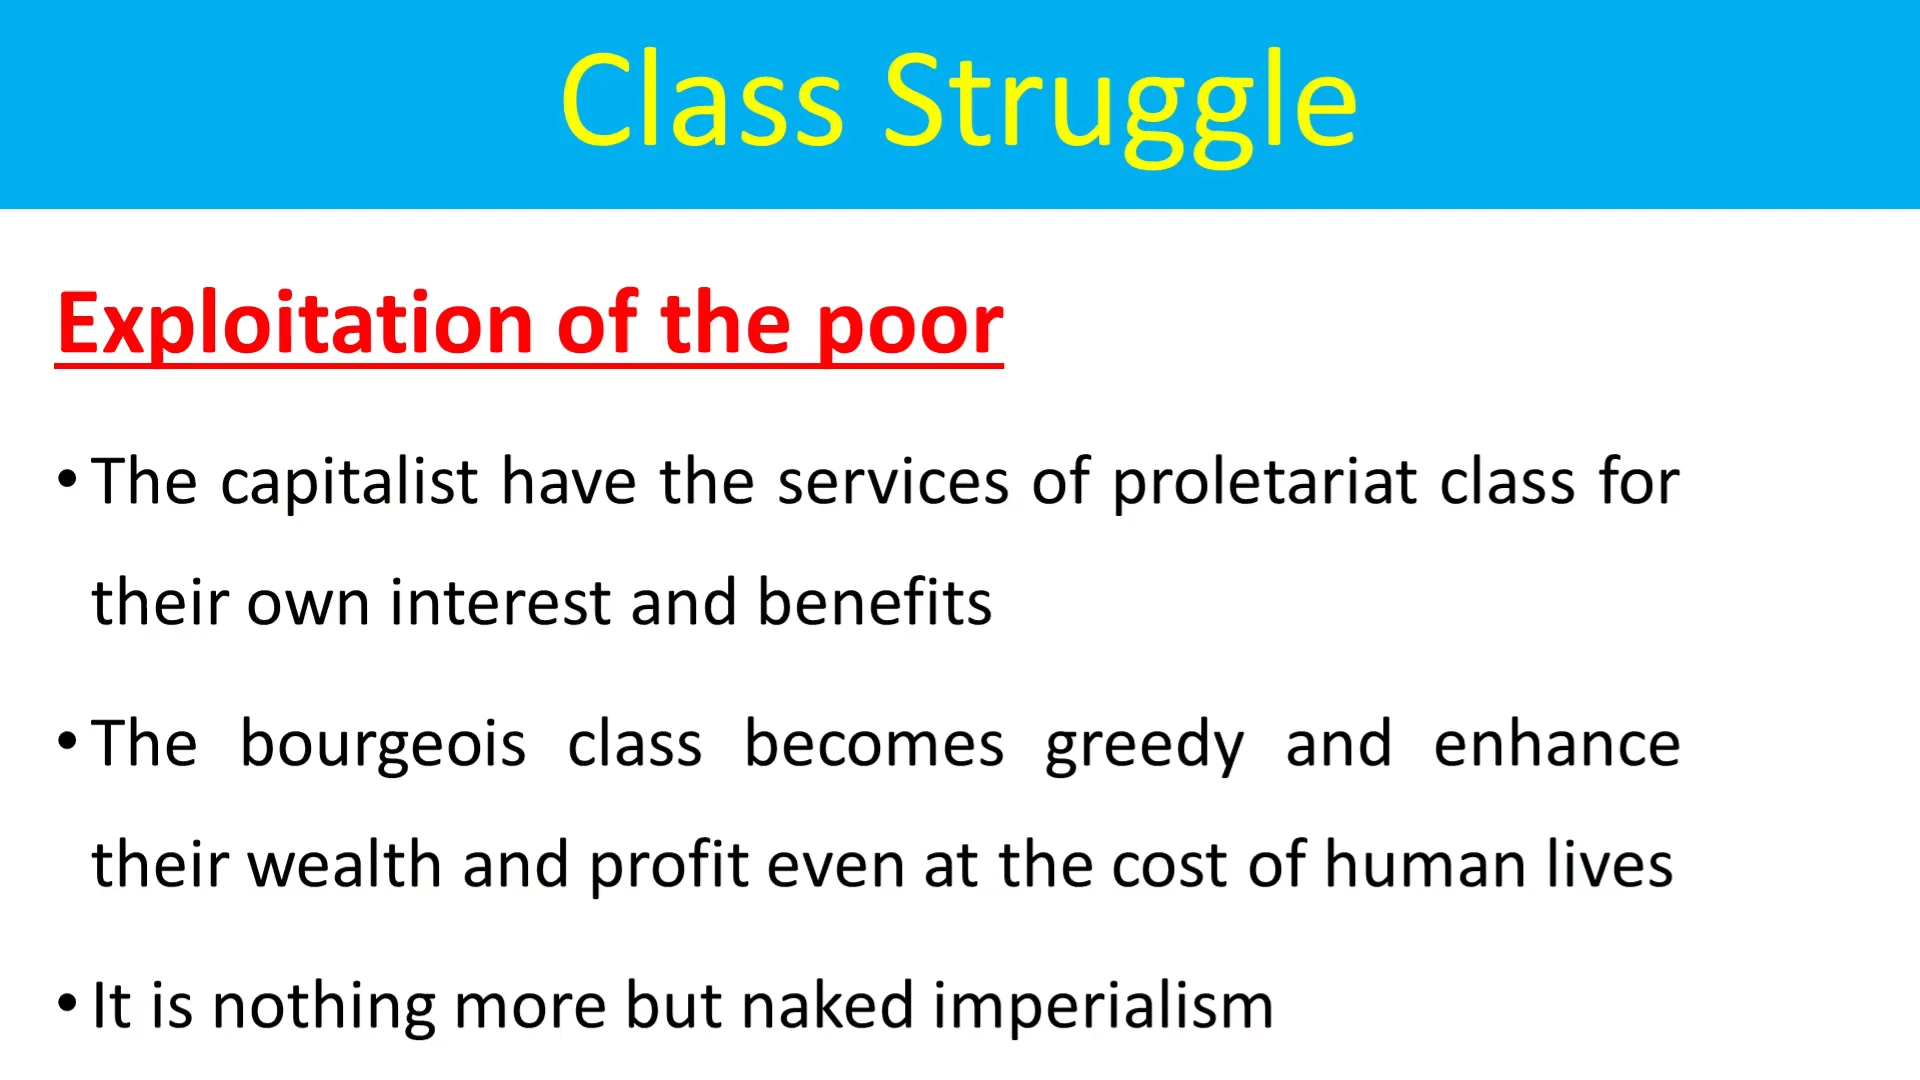 Class Struggle
Exploitation of the poor
• The capitalist have the services of proletariat class for
their own interest and benefits
• The bourgeois class becomes greedy and enhance
their wealth and profit even at the cost of human lives
• It is nothing more but naked imperialism